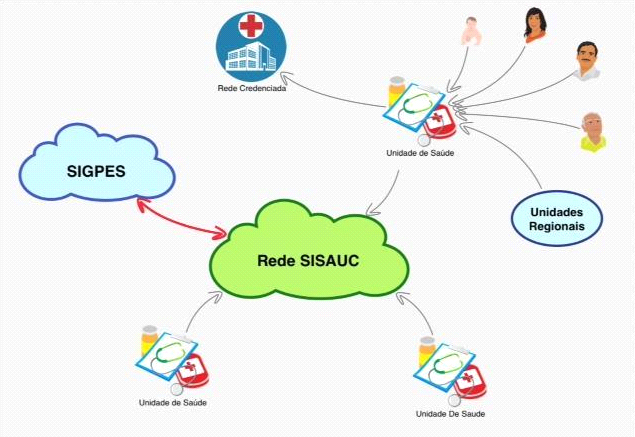 Rede Credenciada
Unidade de Saúde
SIGPES
Unidades
Regionais
Rede SISAUC
Unidade de Saúde
Unidade De Saude